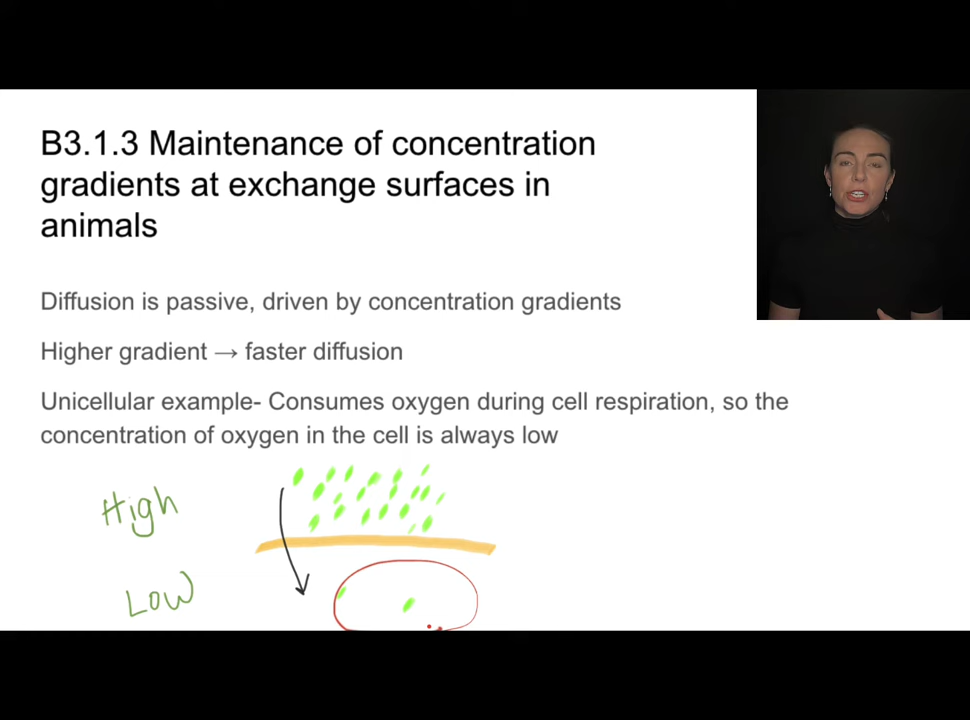 B3.1.3 Maintenance of concentration
gradients at exchange surfaces in
animals
Diffusion is passive, driven by concentration gradients
Higher gradient → faster diffusion
Unicellular example- Consumes oxygen during cell respiration, so the
concentration of oxygen in the cell is always low
High
Low